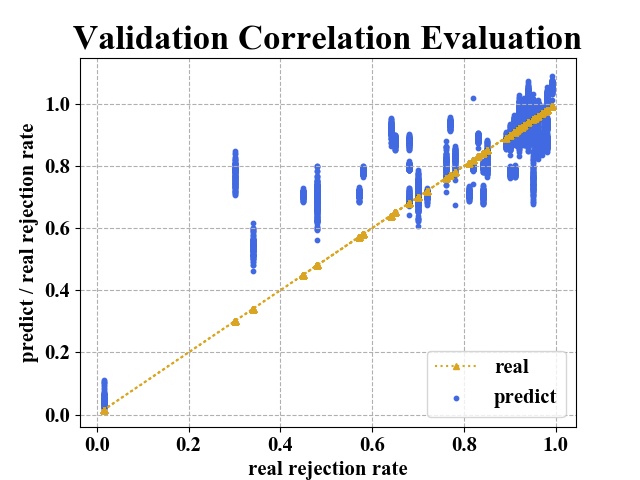 Validation Correlation Evaluation
predict / real rejection rate
1.0
0.8
0.6
0.4
0.2
0.0
0.0 0.2 0.4 0.6 0.8 1.0
real rejection rate
real
predict